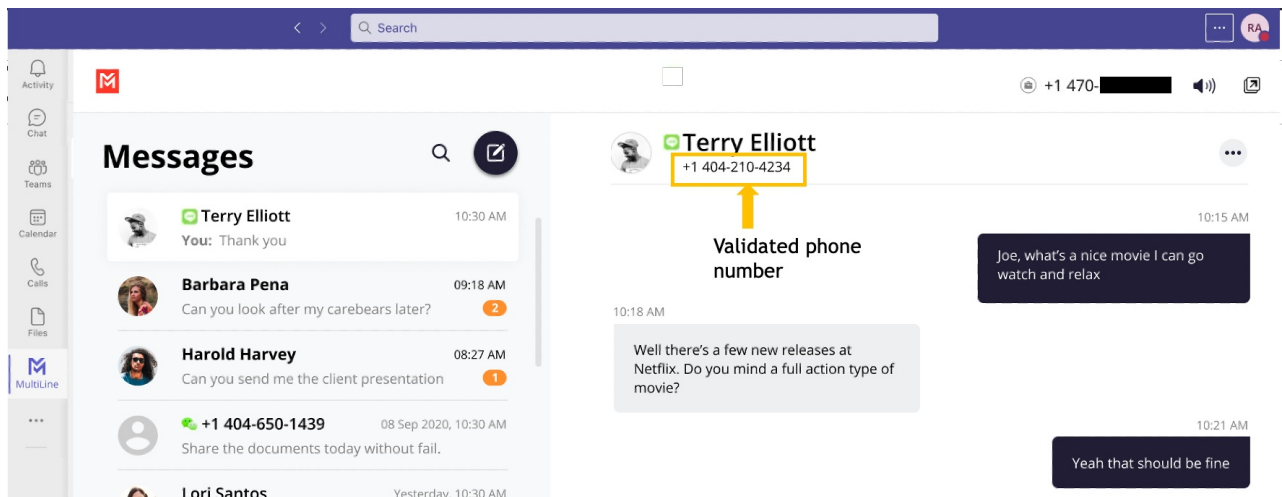 Search
...
RA
Activity
Chat
Teams
Calendar
Calls
Files
MultiLine
...
+1 470-
Messages
Terry Elliott
10:30 AM
You: Thank you
Barbara Pena
09:18 AM
Can you look after my carebears later?
2
Harold Harvey
08:27 AM
Can you send me the client presentation
1
+1 404-650-1439
08 Sep 2020, 10:30 AM
Share the documents today without fail.
Lori Santos
Yesterday, 10:30 AM
Terry Elliott
+1 404-210-4234
Validated phone
number
10:15 AM
Joe, what's a nice movie I can go
watch and relax
10:18 AM
Well there's a few new releases at
Netflix. Do you mind a full action type of
movie?
10:21 AM
Yeah that should be fine